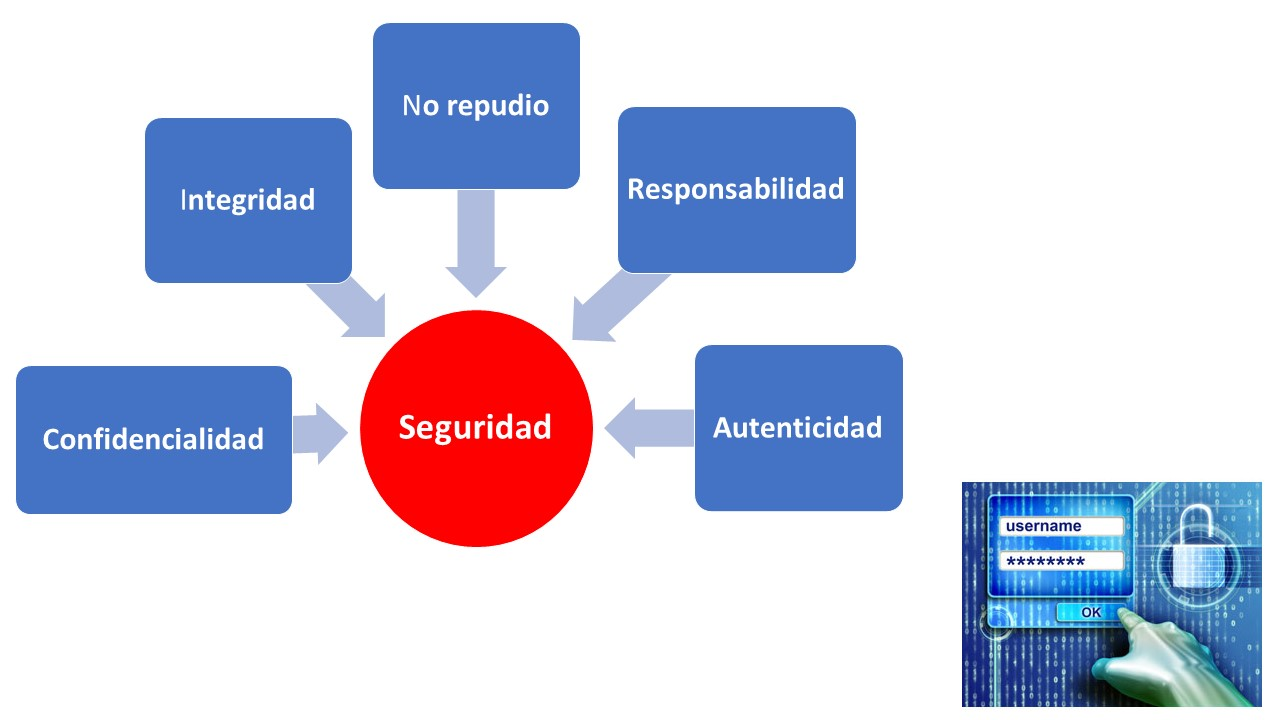 No repudio
Integridad
Responsabilidad
Confidencialidad
Seguridad
Autenticidad
username
********
OK